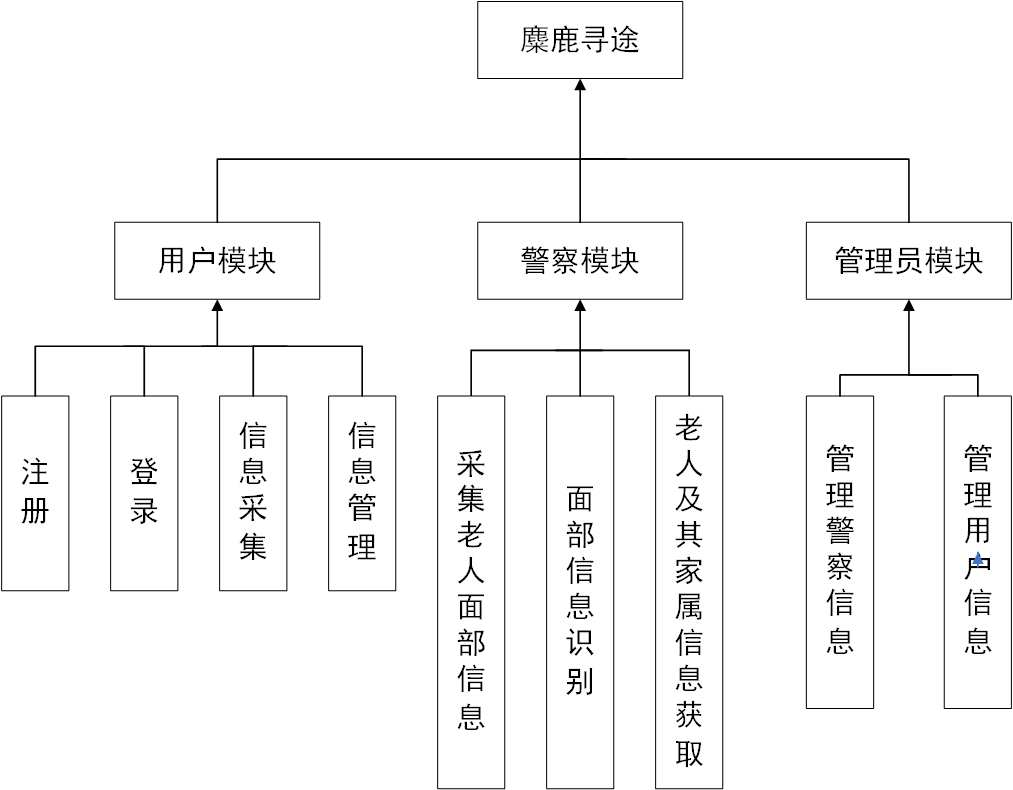 麋鹿寻途
用户模块
警察模块
管理员模块
注册
登录
信息采集
信息管理
采集老人面部信息
面部信息识别
老人及其家属信息获取
管理警察信息
管理用户信息